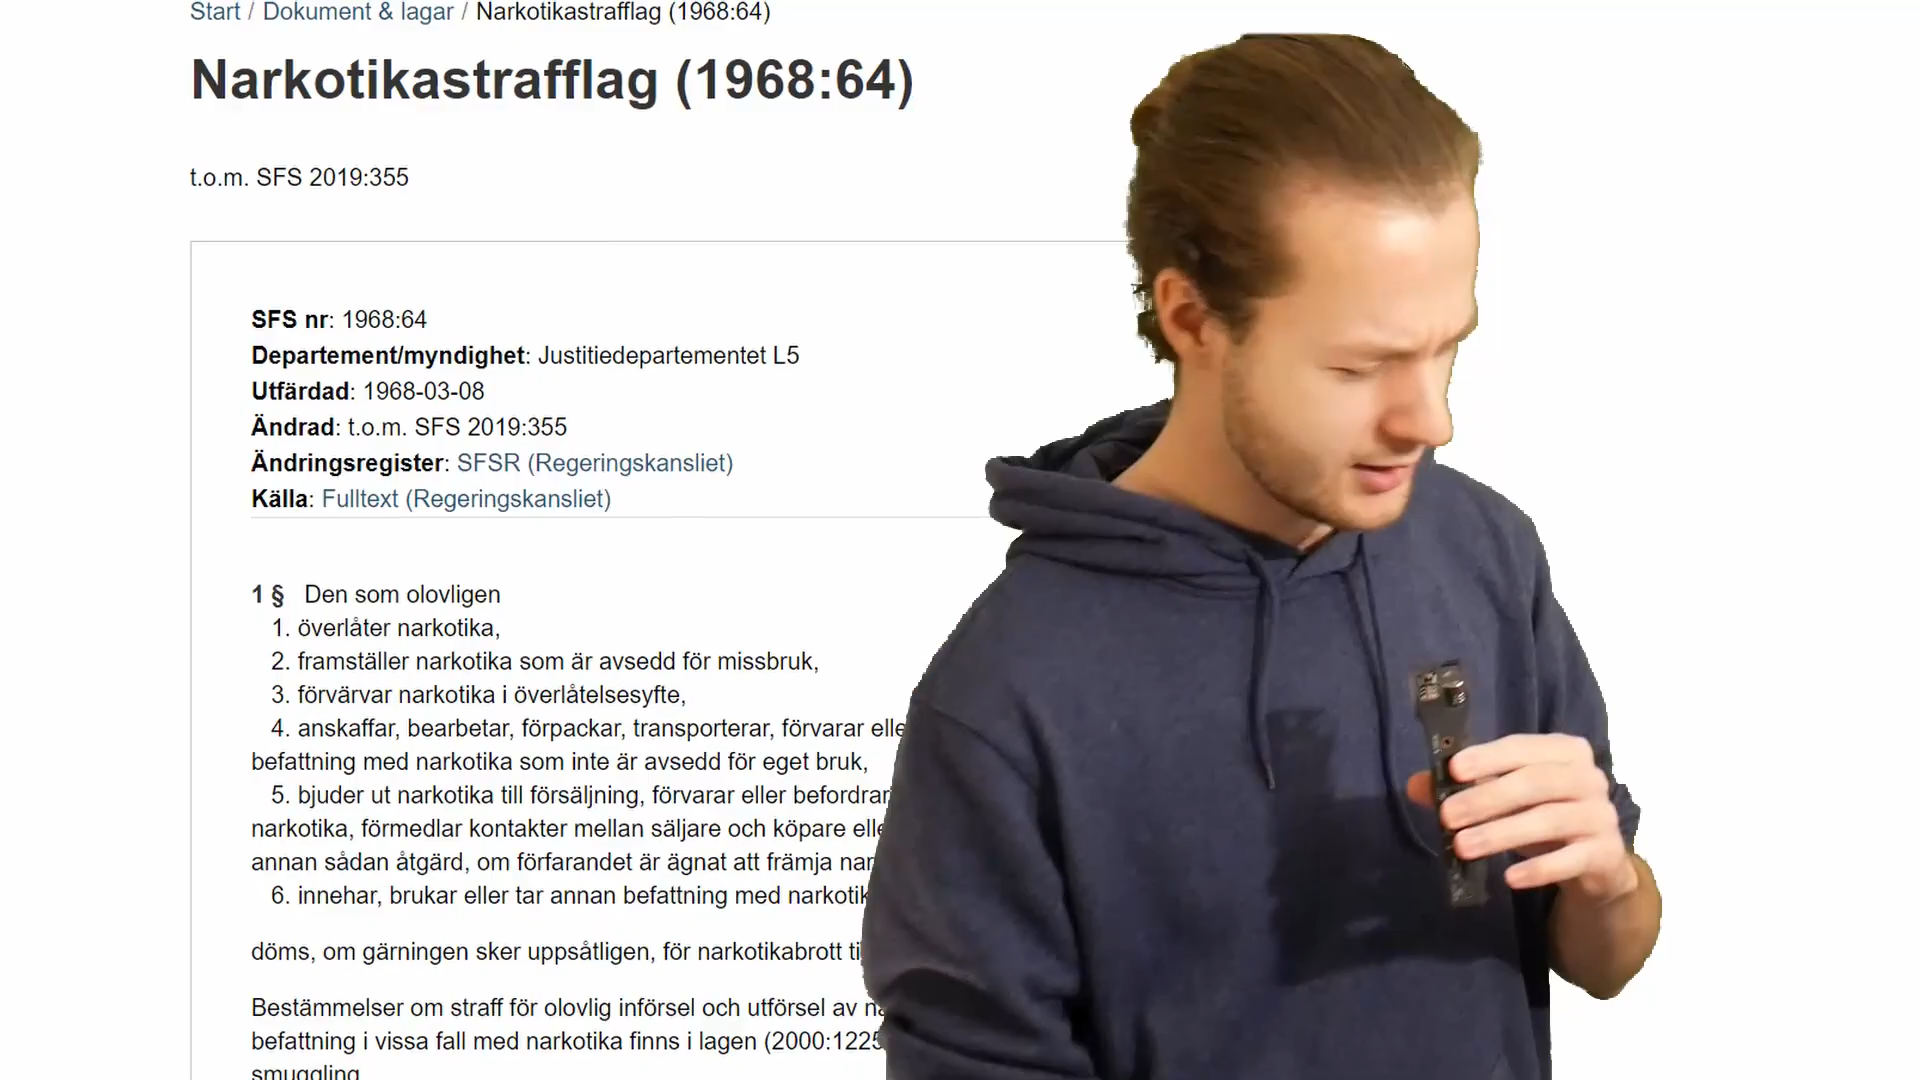 Start / Dokument & lagar / Narkotikastrafflag (1968:64)
Narkotikastrafflag (1968:64)
t.o.m. SFS 2019:355
SFS nr: 1968:64
Departement/myndighet: Justitiedepartementet L5
Utfärdad: 1968-03-08
Ändrad: t.o.m. SFS 2019:355
Ändringsregister: SFSR (Regeringskansliet)
Källa: Fulltext (Regeringskansliet)
1 § Den som olovligen
1. överlåter narkotika,
2. framställer narkotika som är avsedd för missbruk,
3. förvärvar narkotika i överlåtelsesyfte,
4. anskaffar, bearbetar, förpackar, transporterar, förvarar
befattning med narkotika som inte är avsedd för eget bruk,
5. bjuder ut narkotika till försäljning, förvarar eller
narkotika, förmedlar kontakter mellan säljare och köpare
annan sådan åtgärd, om förfarandet är ägnat att främja
6. innehar, brukar eller tar annan befattning med
döms, om gärningen sker uppsåtligen, för narkotikabrott
Bestämmelser om straff för olovlig införsel och utförsel av
befattning i vissa fall med narkotika finns i lagen (2000:1225
smuggling